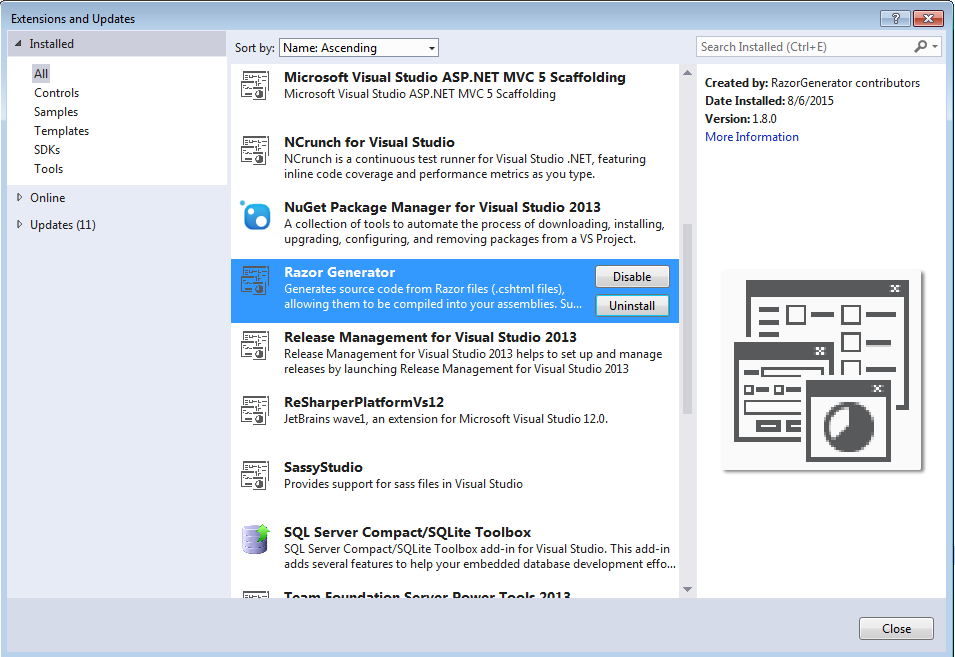 Extensions and Updates
Installed
All
Controls
Samples
Templates
SDKs
Tools
Online
Updates (11)
Sort by: Name: Ascending
Microsoft Visual Studio ASP.NET MVC 5 Scaffolding
Microsoft Visual Studio ASP.NET MVC 5 Scaffolding
NCrunch for Visual Studio
NCrunch is a continuous test runner for Visual Studio .NET, featuring
inline code coverage and performance metrics as you type.
NuGet Package Manager for Visual Studio 2013
A collection of tools to automate the process of downloading, installing,
upgrading, configuring, and removing packages from a VS Project.
Razor Generator
Generates source code from Razor files (.cshtml files),
allowing them to be compiled into your assemblies. Su...
Disable
Uninstall
Release Management for Visual Studio 2013
Release Management for Visual Studio 2013 helps to set up and manage
releases by launching Release Management for Visual Studio 2013
ReSharperPlatformVs12
JetBrains wave1, an extension for Microsoft Visual Studio 12.0.
SassyStudio
Provides support for sass files in Visual Studio
SQL Server Compact/SQLite Toolbox
SQL Server Compact/SQLite Toolbox add-in for Visual Studio. This add-in
adds several features to help your embedded database development effo...
Team Foundation Server Power Tools 2013
Search Installed (Ctrl+E)
Created by: RazorGenerator contributors
Date Installed: 8/6/2015
Version: 1.8.0
More Information
Close